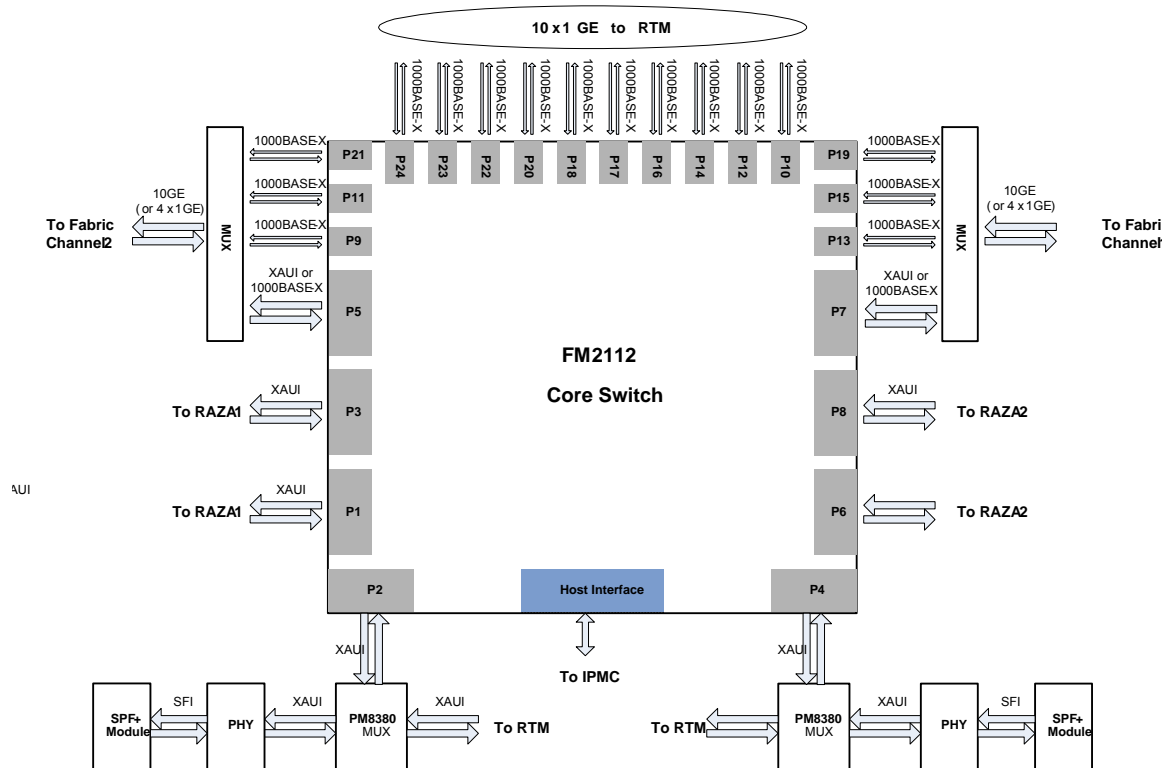 10 x 1 GE to RTM
1000BASE-X
1000BASE-X
1000BASE-X
1000BASE-X
1000BASE-X
1000BASE-X
1000BASE-X
1000BASE-X
1000BASE-X
1000BASE-X
P24
P23
P22
P20
P18
P17
P16
P14
P12
P10
MUX
10GE
(or 4 x 1GE)
To Fabric
Channel2
1000BASE-X
P21
1000BASE-X
P11
1000BASE-X
P9
XAUI or
1000BASE-X
P5
P19
1000BASE-X
P15
1000BASE-X
P13
1000BASE-X
P7
XAUI or
1000BASE-X
MUX
10GE
(or 4 x 1GE)
To Fabri
Channel
FM2112
Core Switch
To RAZA1
XAUI
P3
P8
XAUI
To RAZA2
AUI
To RAZA1
XAUI
P1
P6
To RAZA2
P2
Host Interface
P4
XAUI
To IPMC
XAUI
SPF+
Module
SFI
PHY
XAUI
PM8380
MUX
XAUI
To RTM
To RTM
PM8380
MUX
XAUI
PHY
SFI
SPF+
Module